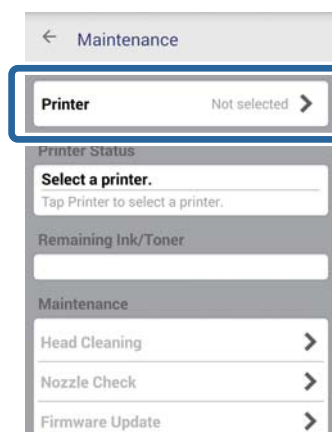 Maintenance
Printer Not selected
Printer Status
Select a printer.
Tap Printer to select a printer.
Remaining Ink/Toner
Maintenance
Head Cleaning
Nozzle Check
Firmware Update